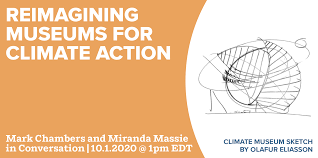 REIMAGINING
MUSEUMS FOR
CLIMATE ACTION
Mark Chambers and Miranda Massie
in Conversation | 10.1.2020 @ 1pm EDT
CLIMATE MUSEUM SKETCH
BY OLAFUR ELIASSON